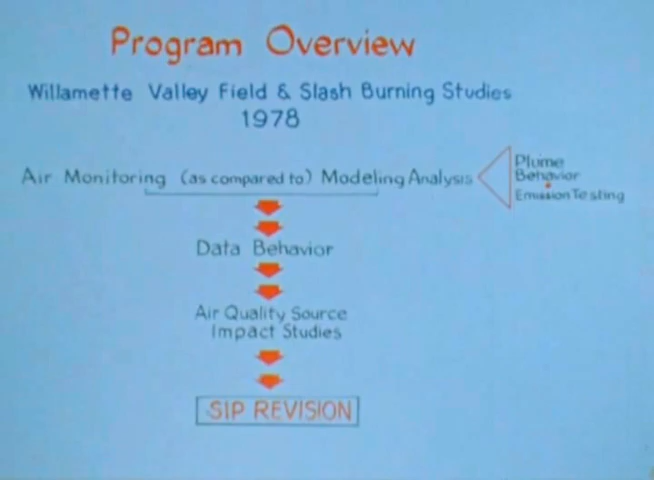 Program Overview
Willamette Valley Field & Slash Burning Studies
1978
Air Monitoring (as compared to) Modeling Analysis
Plume
Behavior
Emission Testing
Data Behavior
Air Quality Source
Impact Studies
SIP REVISION